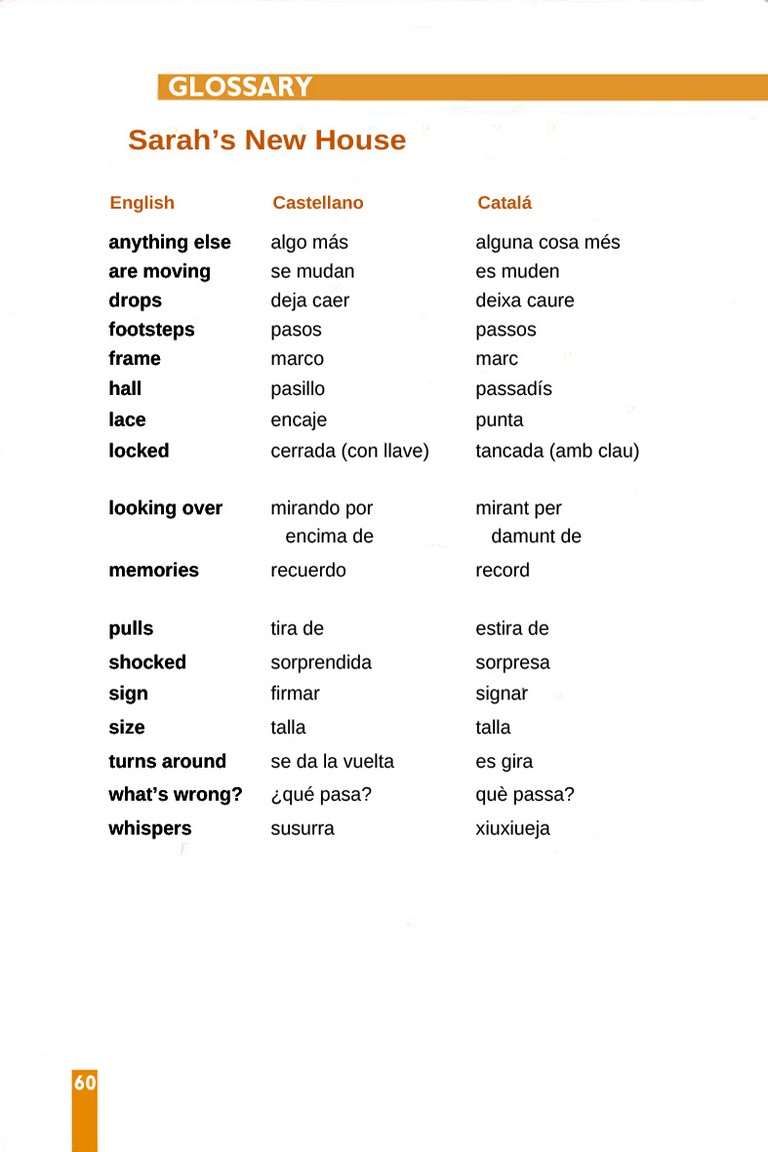 GLOSSARY
Sarah's New House
English Castellano Catalá
anything else algo más alguna cosa més
are moving se mudan es muden
drops deja caer deixa caure
footsteps pasos passos
frame marco marc
hall pasillo passadís
lace encaje punta
locked cerrada (con llave) tancada (amb clau)
looking over mirando por mirant per
encima de damunt de
memories recuerdo record
pulls tira de estira de
shocked sorprendida sorpresa
sign firmar signar
size talla talla
turns around se da la vuelta es gira
what's wrong? ¿qué pasa? què passa?
whispers susurra xiuxiueja
60